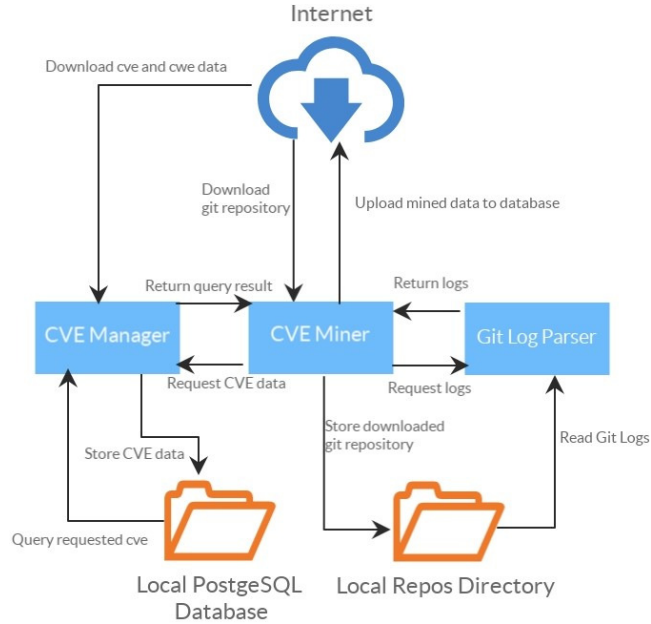 Internet
Download cve and cwe data
Download
git repository
Upload mined data to database
Return query result
Return logs
CVE Manager
CVE Miner
Git Log Parser
Request CVE data
Request logs
Store downloaded
git repository
Read Git Logs
Store CVE data
Query requested cve
Local PostgeSQL
Database
Local Repos Directory